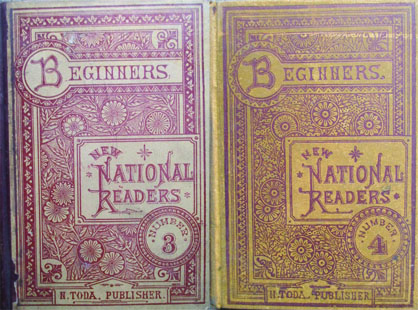 BEGINNERS.
NEW
NATIONAL
READERS
NUMBER
3
N. TODA, PUBLISHER.
BEGINNERS.
NEW
NATIONAL
READERS
NUMBER
4
N. TODA, PUBLISHER.